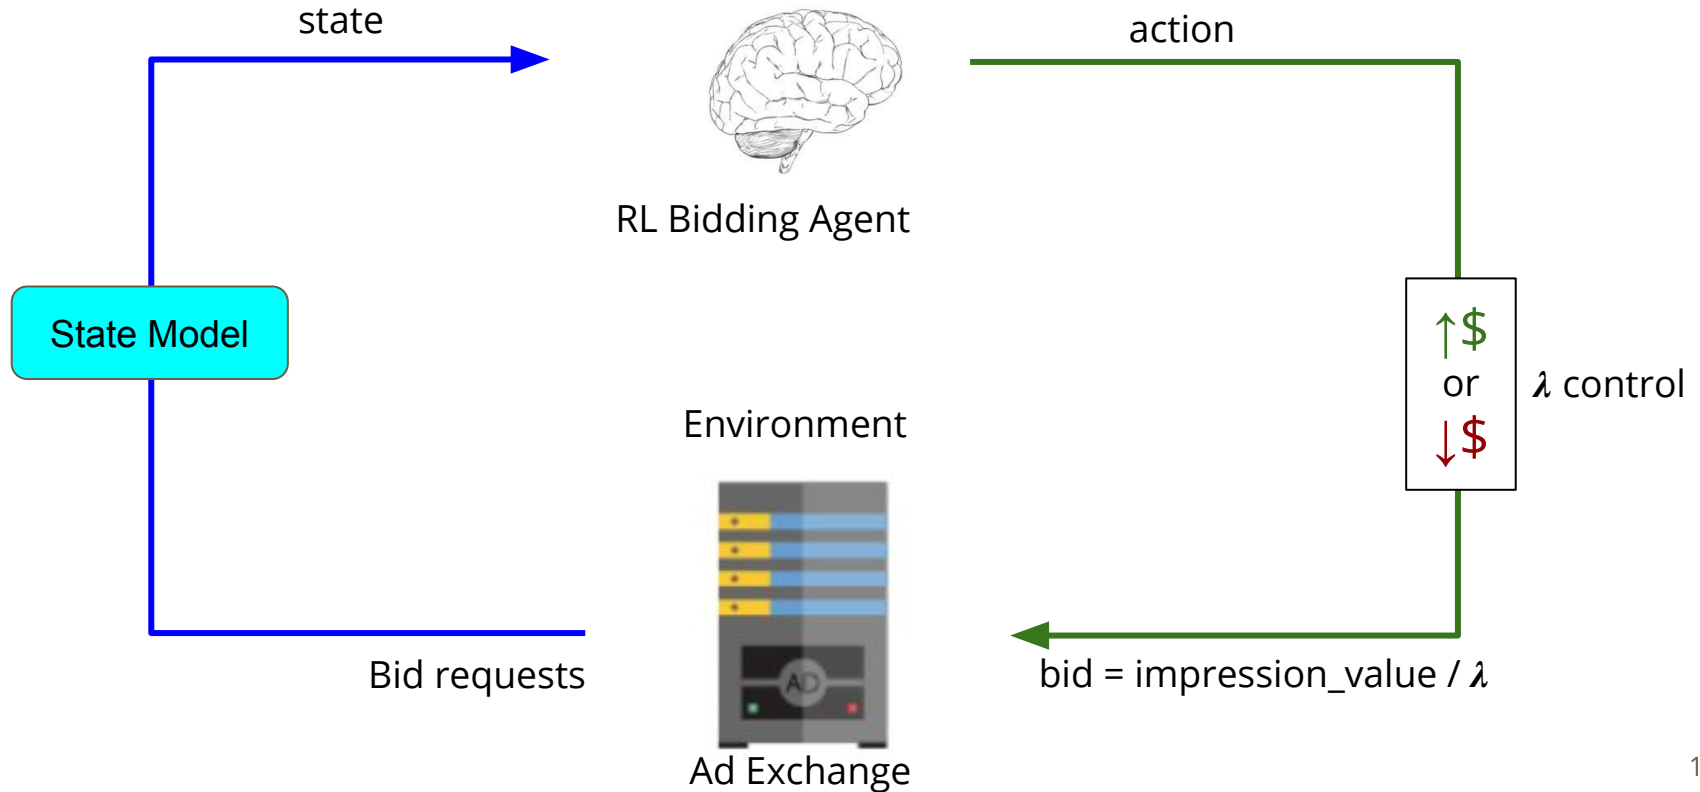 state
action
RL Bidding Agent
State Model
↑$
or
↓$
λ control
Environment
AD
Bid requests
bid = impression_value / λ
Ad Exchange
1